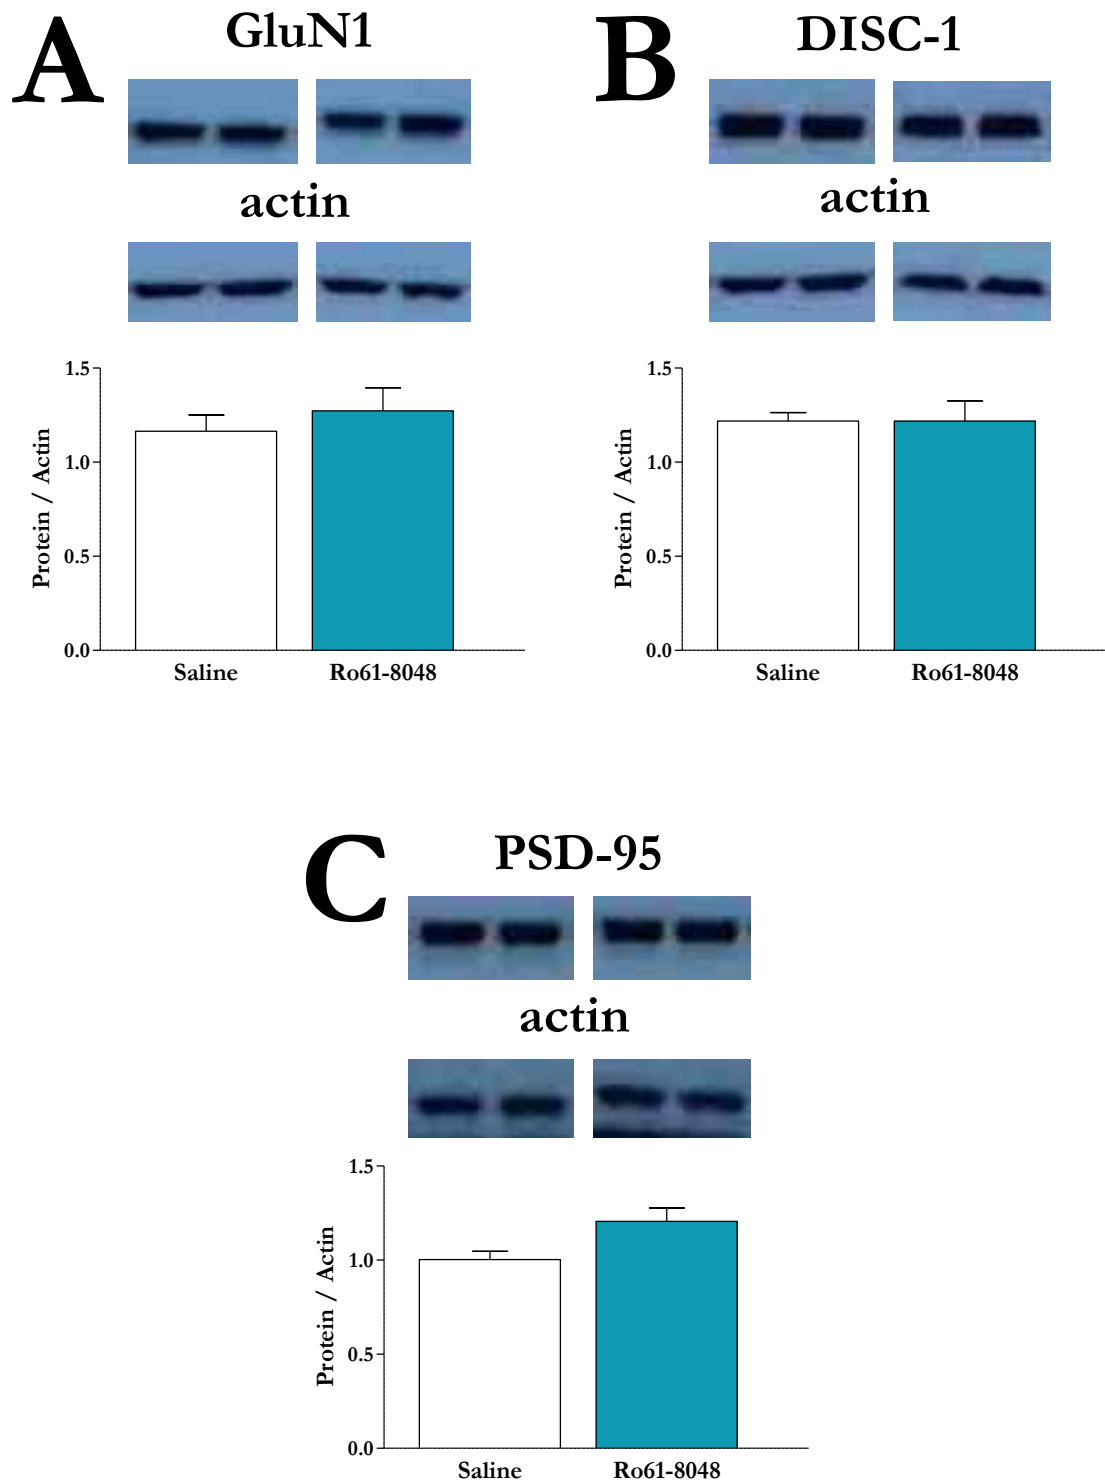 A
GluN1
actin
1.5
1.0
0.5
0.0
Protein / Actin
Saline
Ro61-8048
B
DISC-1
actin
1.5
1.0
0.5
0.0
Protein / Actin
Saline
Ro61-8048
C
PSD-95
actin
1.5
1.0
0.5
0.0
Protein / Actin
Saline
Ro61-8048